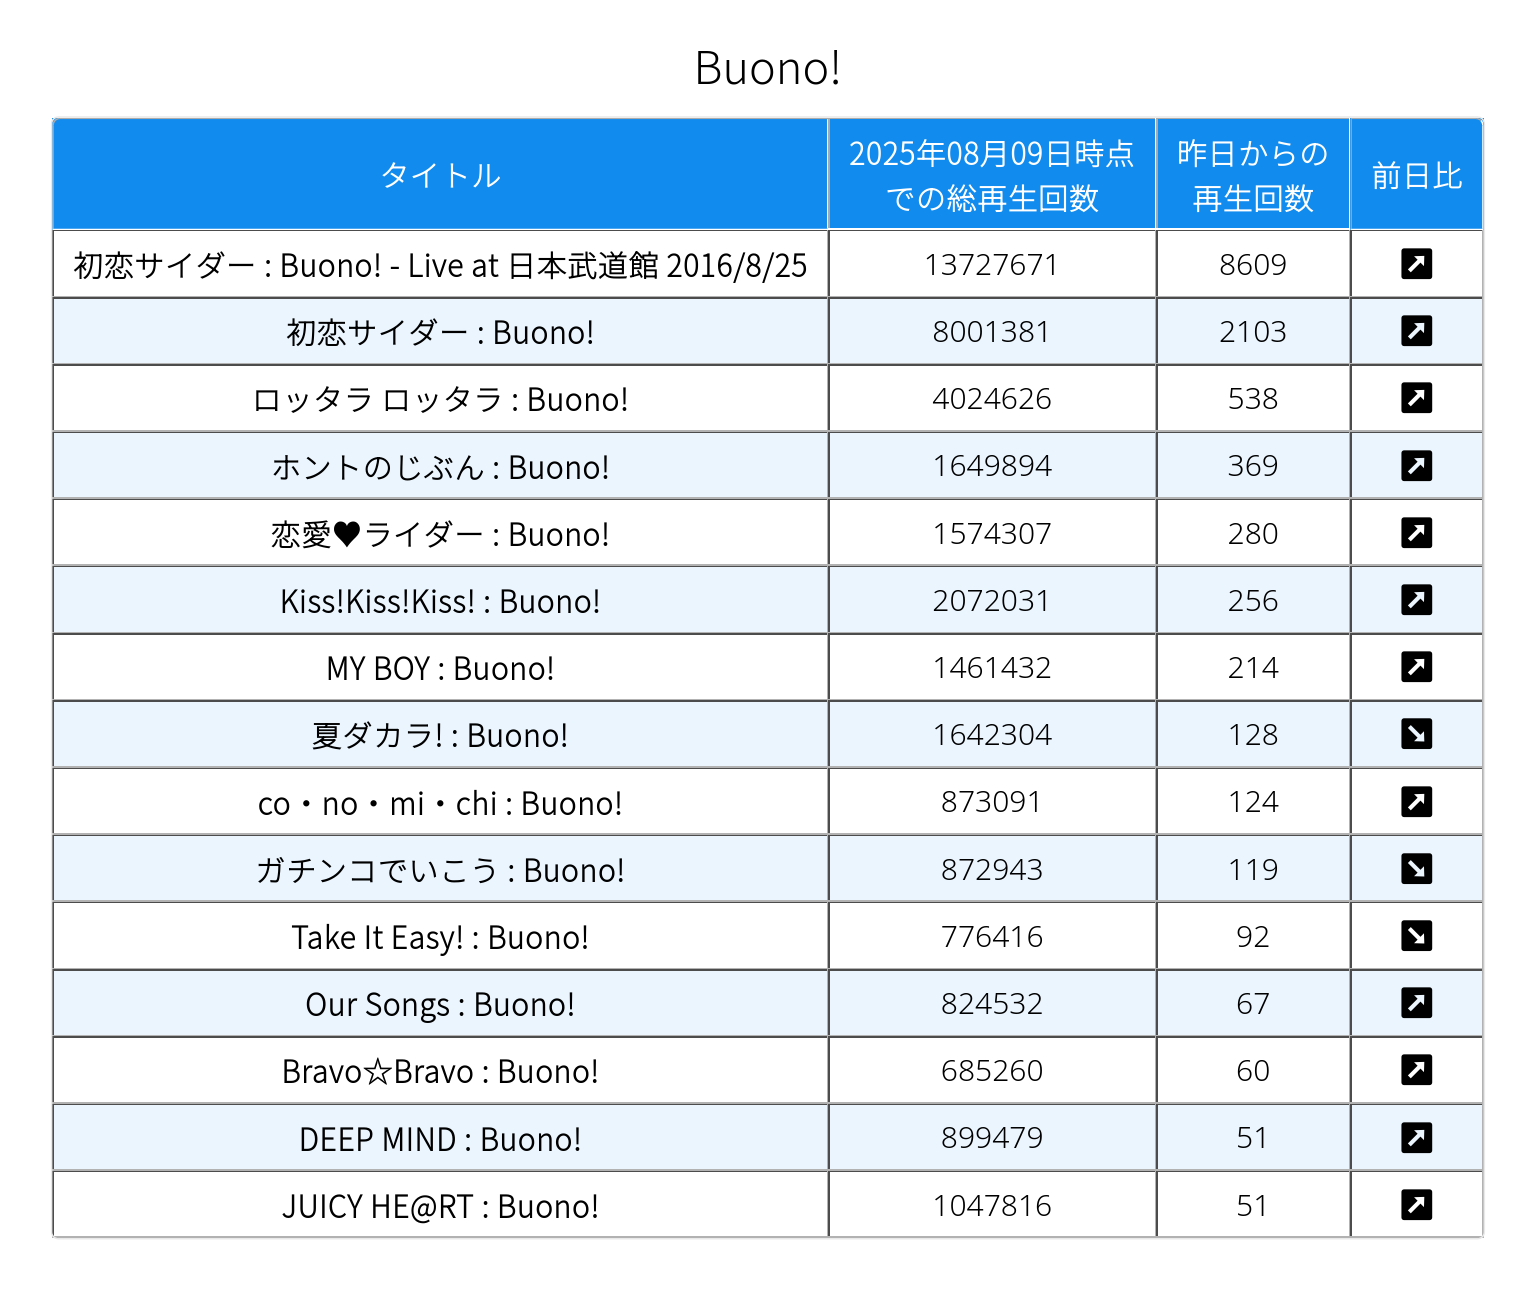 Buono!
タイトル 2025年08月09日時点 昨日からの 前日比
での総再生回数 再生回数
初恋サイダー : Buono! - Live at 日本武道館 2016/8/25 13727671 8609 ↗
初恋サイダー : Buono! 8001381 2103 ↗
ロッタラ ロッタラ : Buono! 4024626 538 ↗
ホントのじぶん : Buono! 1649894 369 ↗
恋愛♥ライダー : Buono! 1574307 280 ↗
Kiss!Kiss!Kiss! : Buono! 2072031 256 ↗
MY BOY : Buono! 1461432 214 ↗
夏ダカラ! : Buono! 1642304 128 ↘
co・no・mi・chi : Buono! 873091 124 ↗
ガチンコでいこう : Buono! 872943 119 ↘
Take It Easy! : Buono! 776416 92 ↘
Our Songs : Buono! 824532 67 ↗
Bravo☆Bravo : Buono! 685260 60 ↗
DEEP MIND : Buono! 899479 51 ↗
JUICY HE@RT : Buono! 1047816 51 ↗